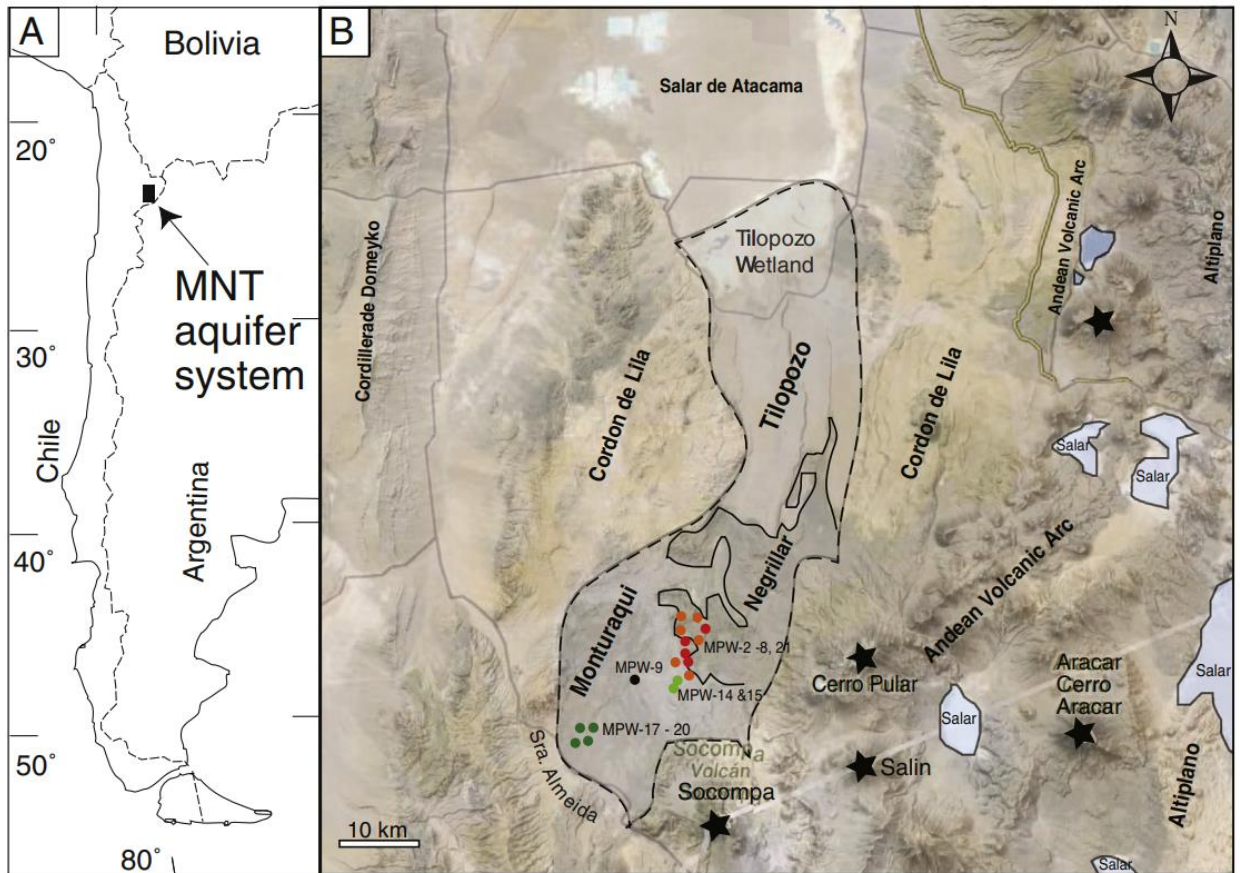 A
Bolivia
20°
MNT
aquifer
system
30°
Chile
Argentina
40°
50°
80°
B
N
Salar de Atacama
Cordillerade Domeyko
Tilopozo
Wetland
Andean Volcanic Arc
Altiplano
Cordon de Lila
Tilopozo
Cordon de Lila
Salar
Salar
Negrillar
Andean Volcanic Arc
Monturaqui
MPW-2 -8, 21
MPW-9
MPW-14 &15
MPW-17 - 20
Cerro Pular
Aracar
Cerro
Aracar
Salar
Salar
Sra. Almeida
Socompa
Volcán
Socompa
Salin
Altiplano
10 km
Salar